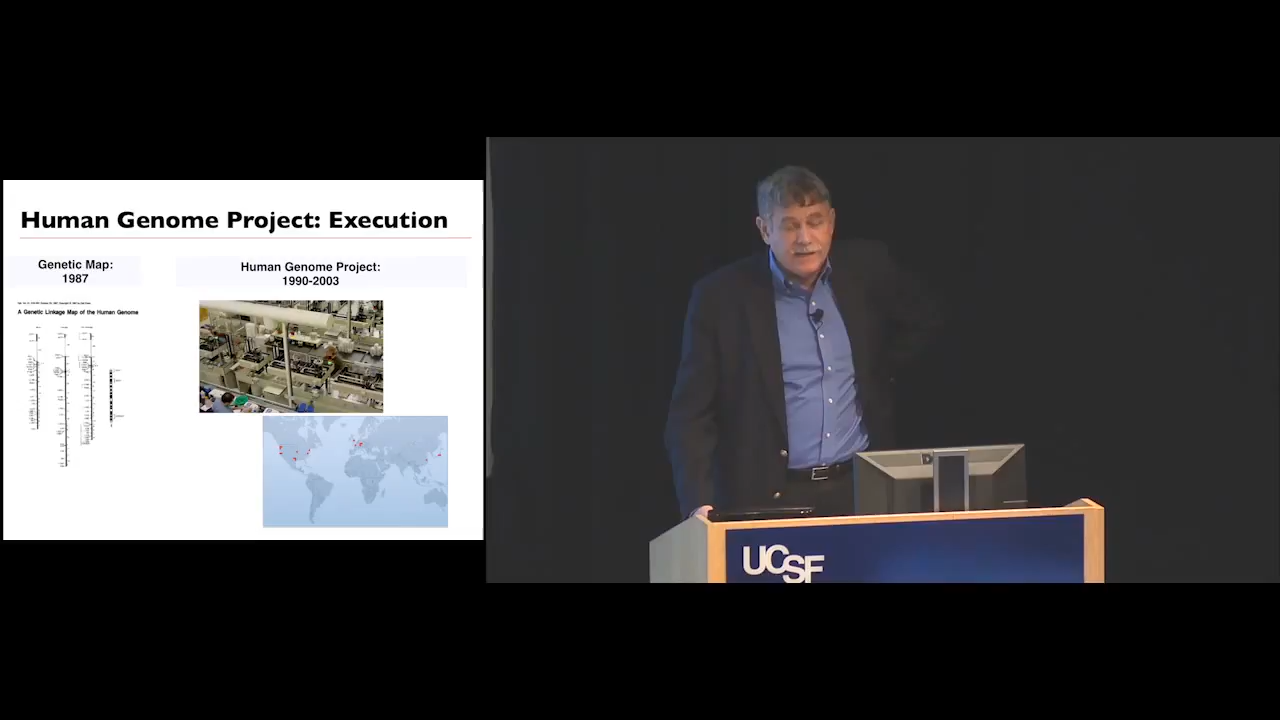 Human Genome Project: Execution
Genetic Map:
1987
Human Genome Project:
1990-2003
A Genetic Linkage Map of the Human Genome
UCSF